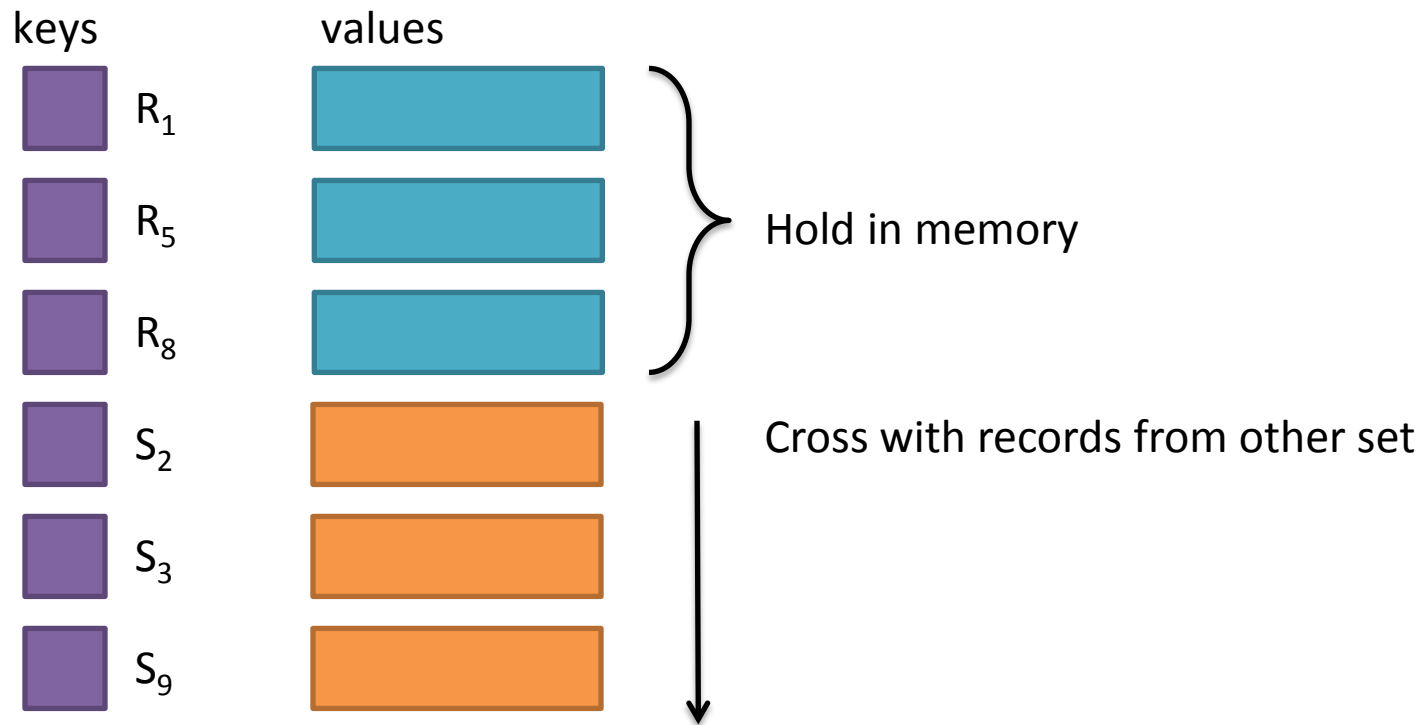 keys values
R₁
R₅
Hold in memory
R₈
S₂
Cross with records from other set
S₃
S₉